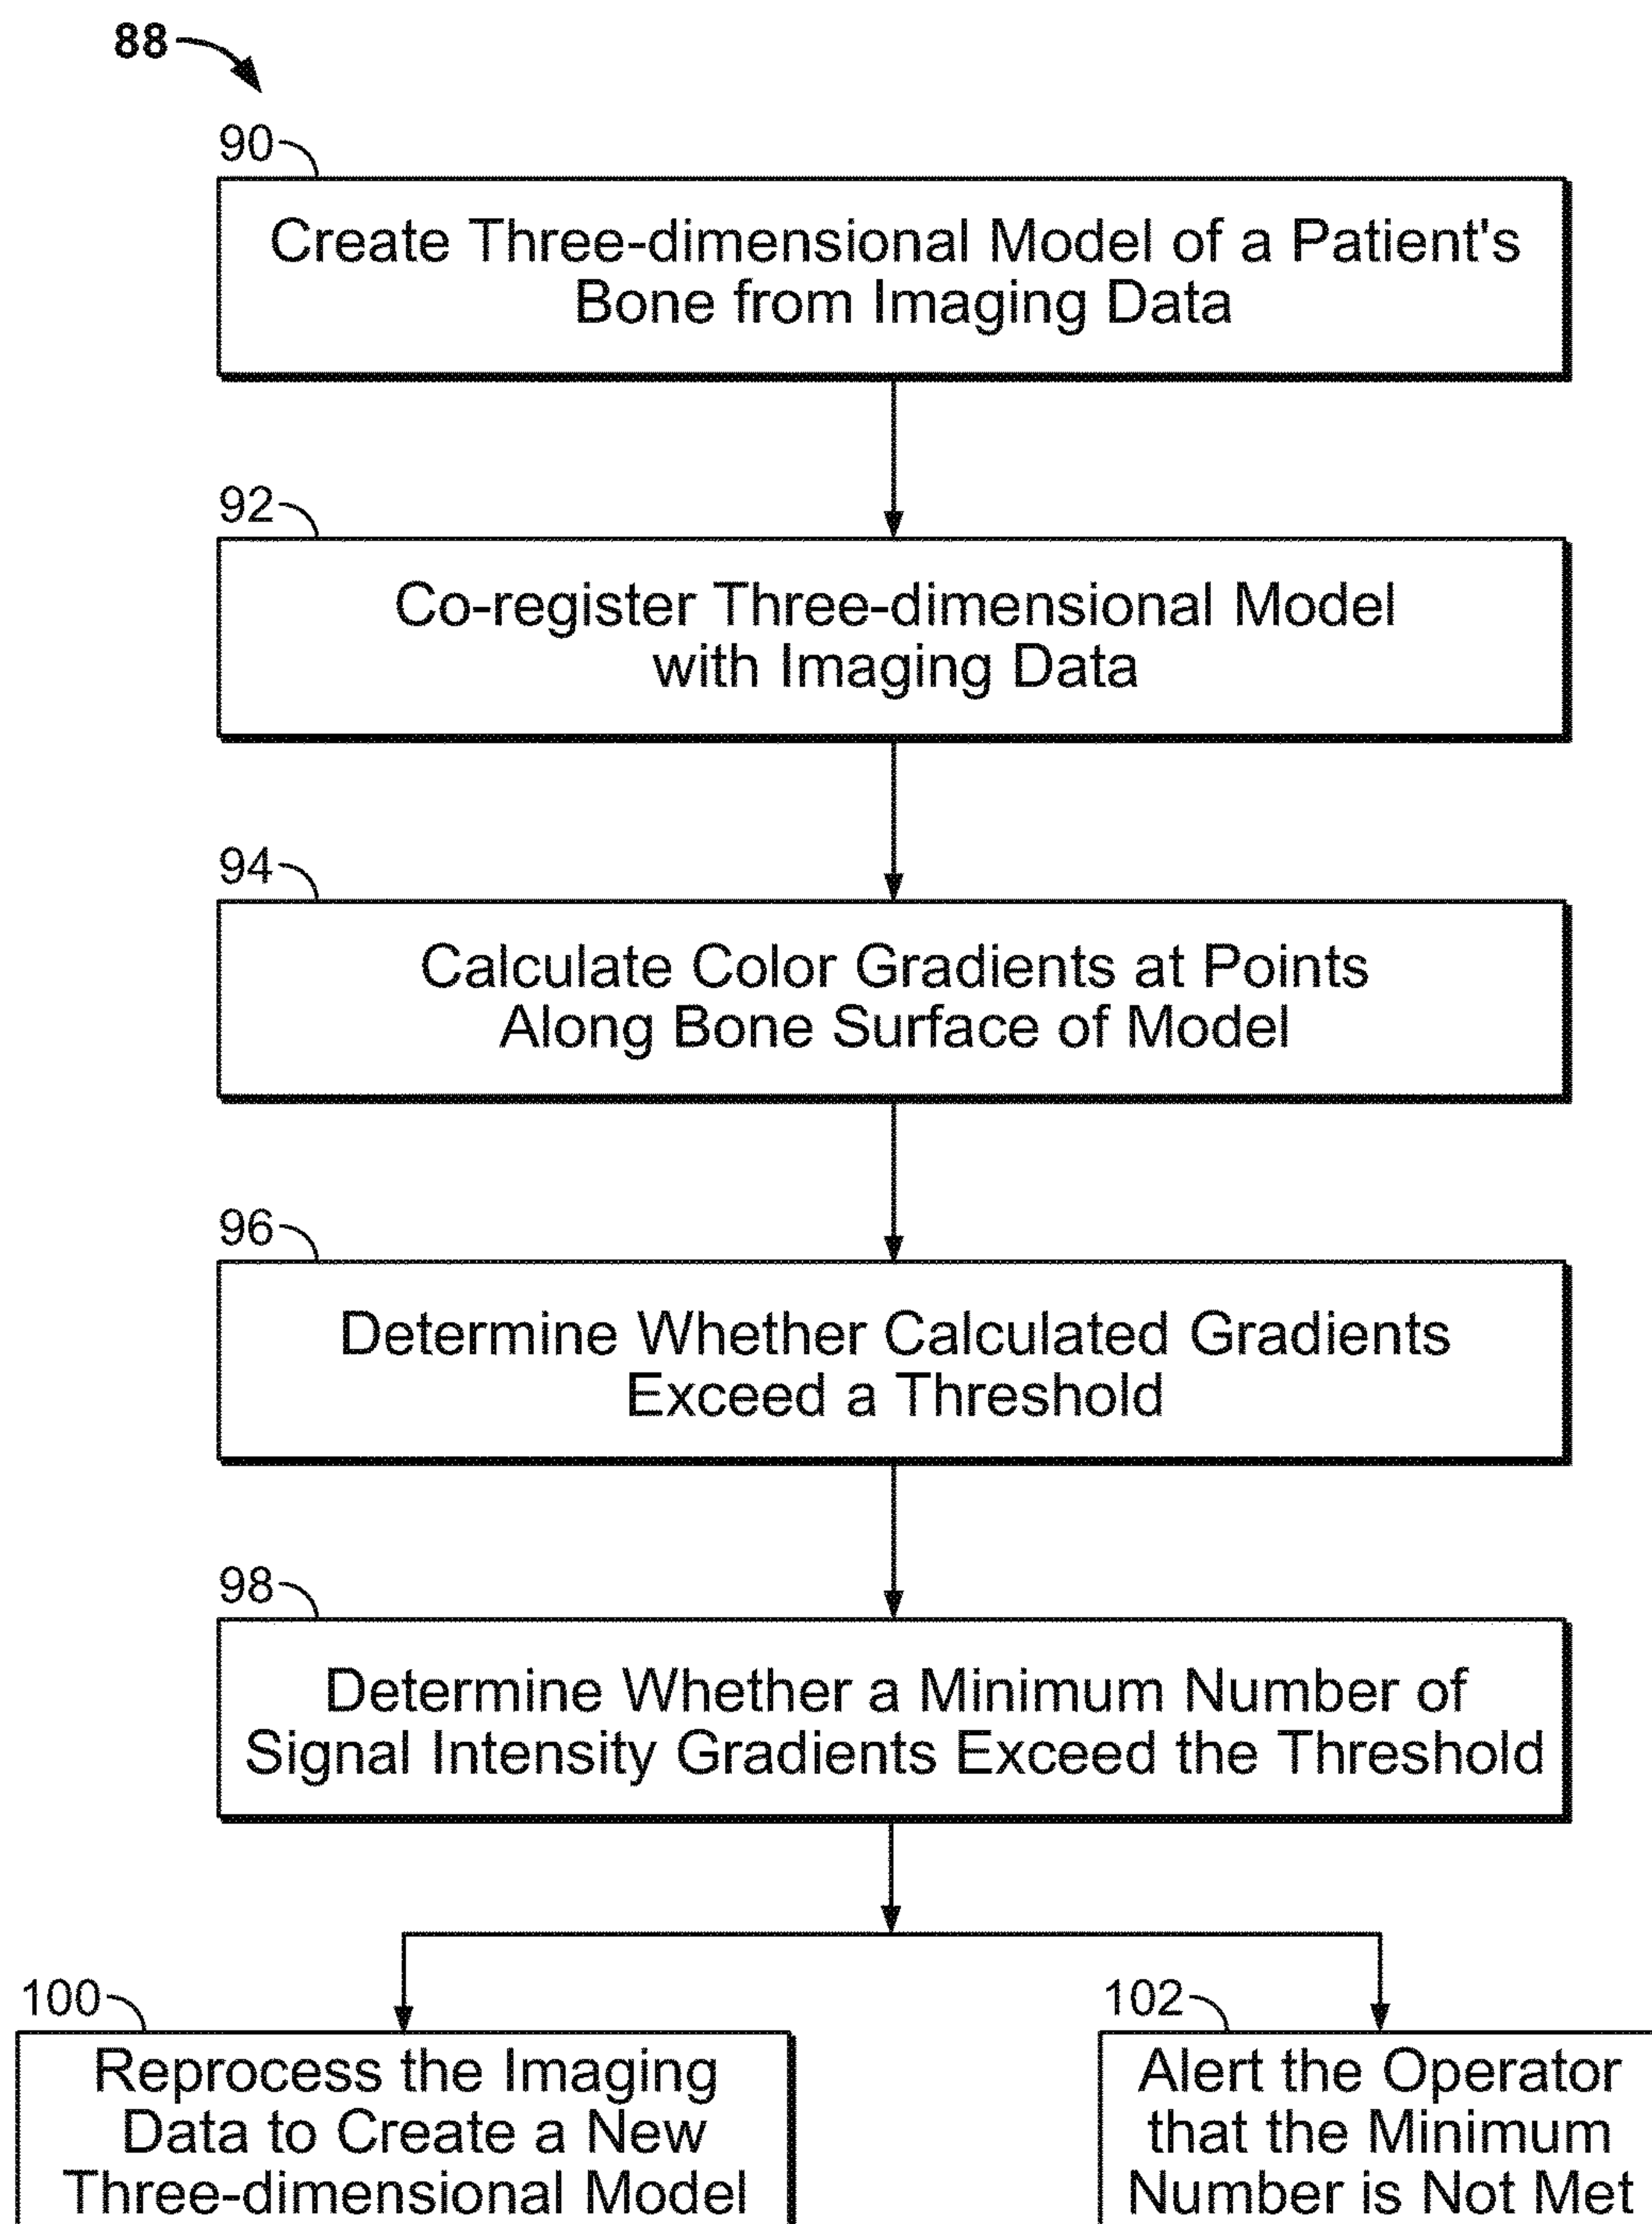 88
90
Create Three-dimensional Model of a Patient's
Bone from Imaging Data
92
Co-register Three-dimensional Model
with Imaging Data
94
Calculate Color Gradients at Points
Along Bone Surface of Model
96
Determine Whether Calculated Gradients
Exceed a Threshold
98
Determine Whether a Minimum Number of
Signal Intensity Gradients Exceed the Threshold
100
Reprocess the Imaging
Data to Create a New
Three-dimensional Model
102
Alert the Operator
that the Minimum
Number is Not Met